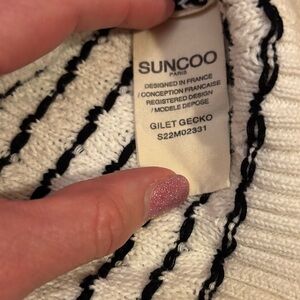 SUNCOO
PARIS
DESIGNED IN FRANCE
/ CONCEPTION FRANCAISE
REGISTERED DESIGN
/ MODELE DEPOSE
GILET GECKO
S22M02331